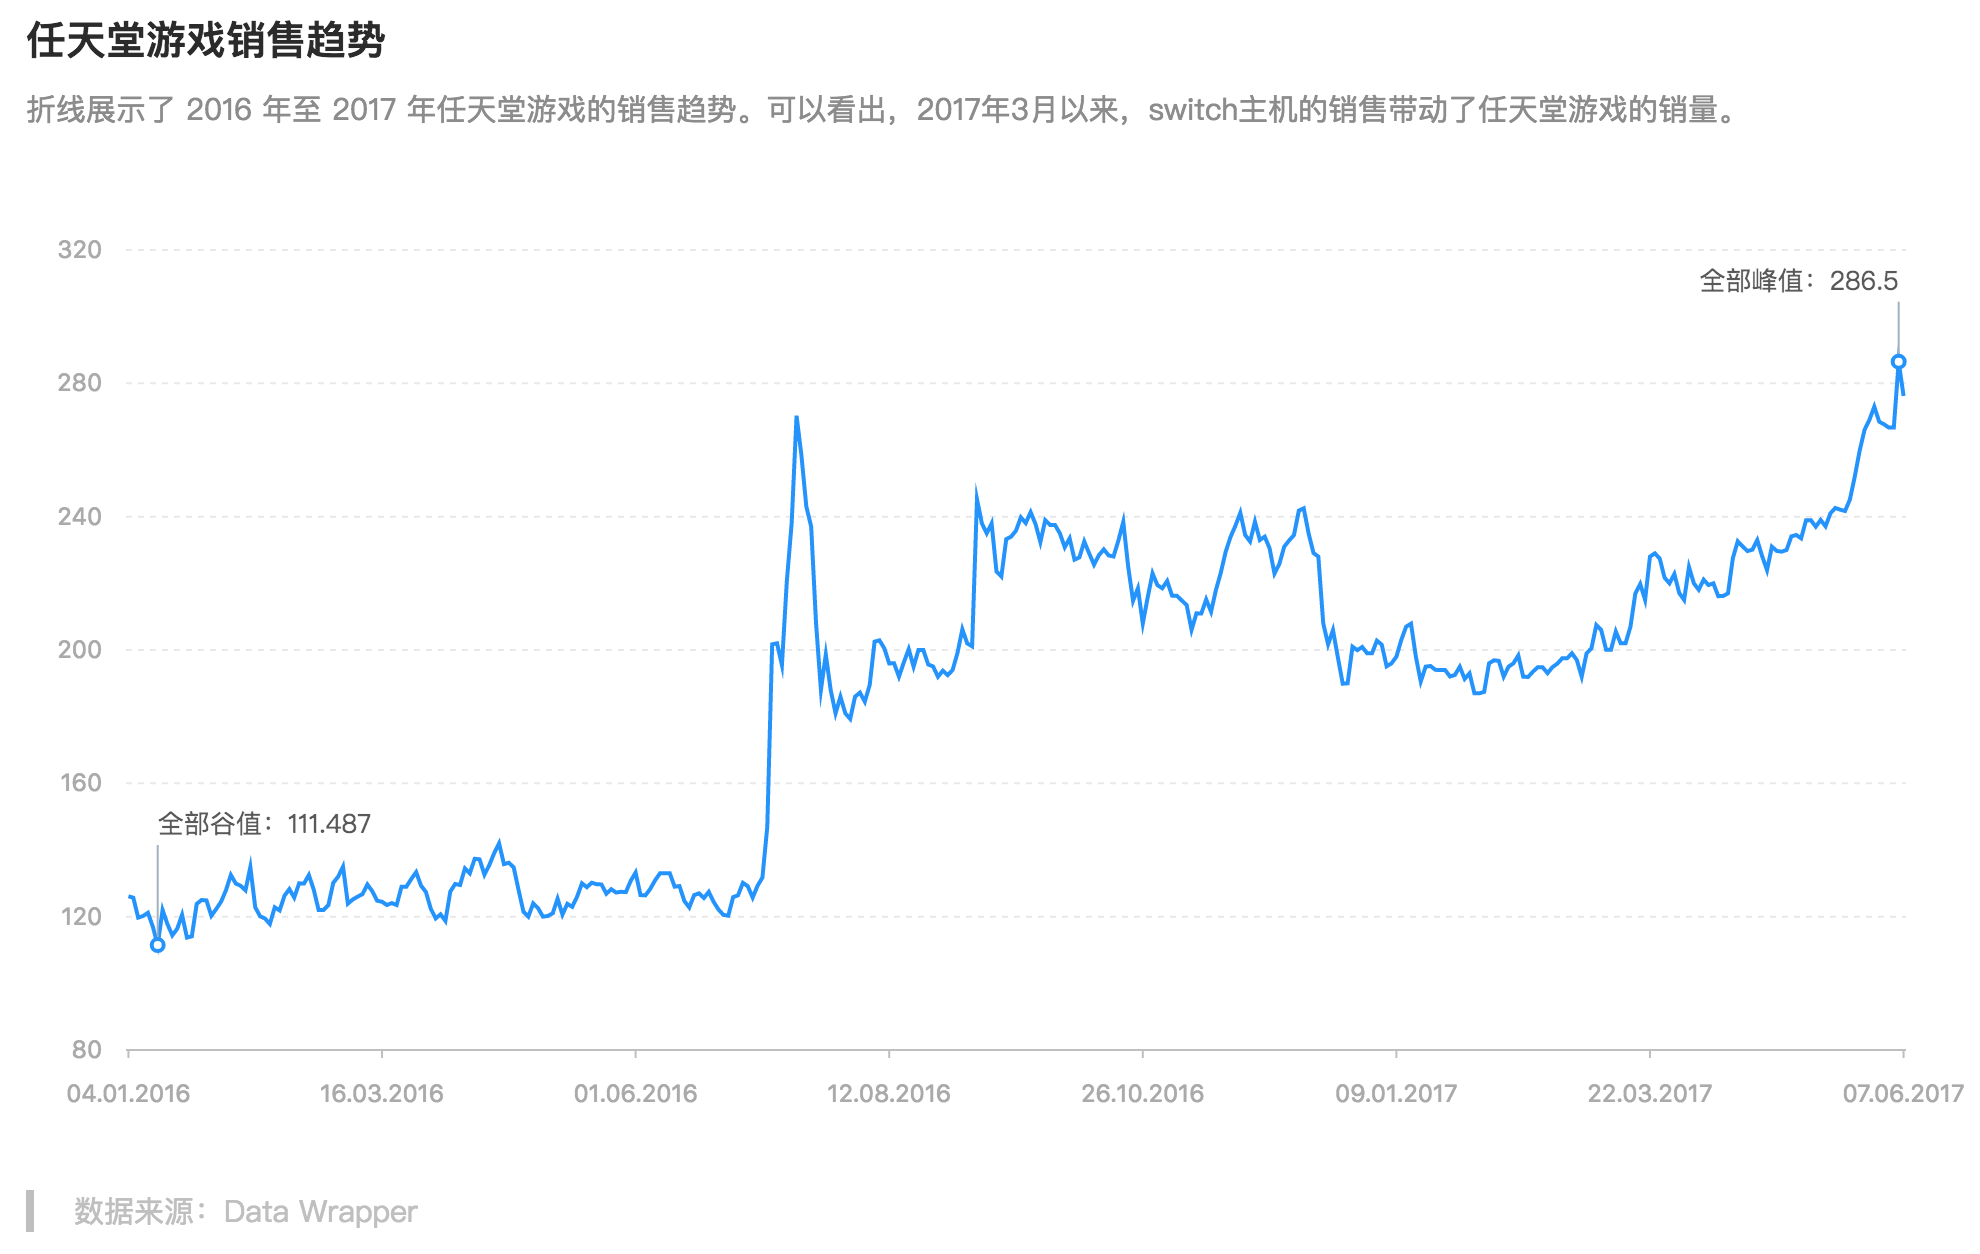 任天堂游戏销售趋势
折线展示了 2016 年至 2017 年任天堂游戏的销售趋势。可以看出，2017年3月以来，switch主机的销售带动了任天堂游戏的销量。
320
全部峰值：286.5
280
240
200
160
全部谷值：111.487
120
80
04.01.2016 16.03.2016 01.06.2016 12.08.2016 26.10.2016 09.01.2017 22.03.2017 07.06.2017
数据来源：Data Wrapper